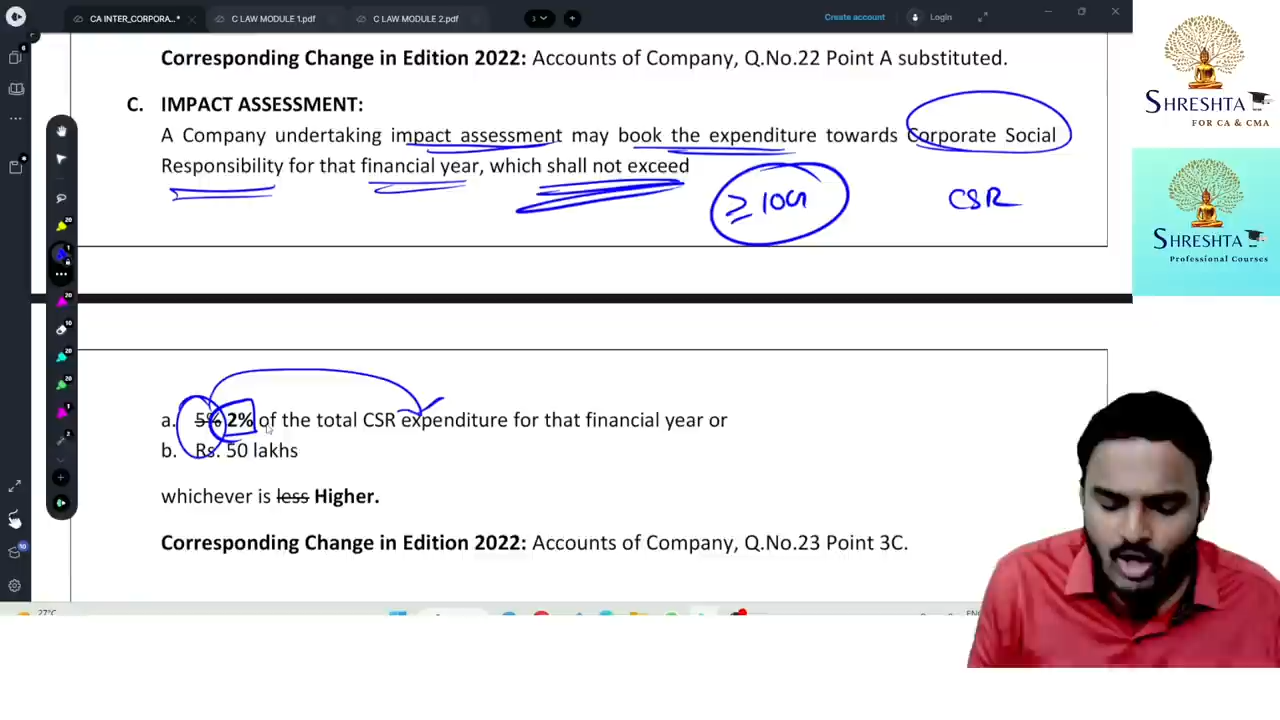 CA INTER_CORPORA...*
C LAW MODULE 1.pdf
C LAW MODULE 2.pdf
3
Create account
Login
Corresponding Change in Edition 2022: Accounts of Company, Q.No.22 Point A substituted.
C. IMPACT ASSESSMENT:
A Company undertaking impact assessment may book the expenditure towards Corporate Social
Responsibility for that financial year, which shall not exceed
≥ 10Cr
CSR
a. 5% 2% of the total CSR expenditure for that financial year or
b. Rs. 50 lakhs
whichever is less Higher.
Corresponding Change in Edition 2022: Accounts of Company, Q.No.23 Point 3C.
27°C
SHRESHTA
FOR CA & CMA
SHRESHTA
Professional Courses